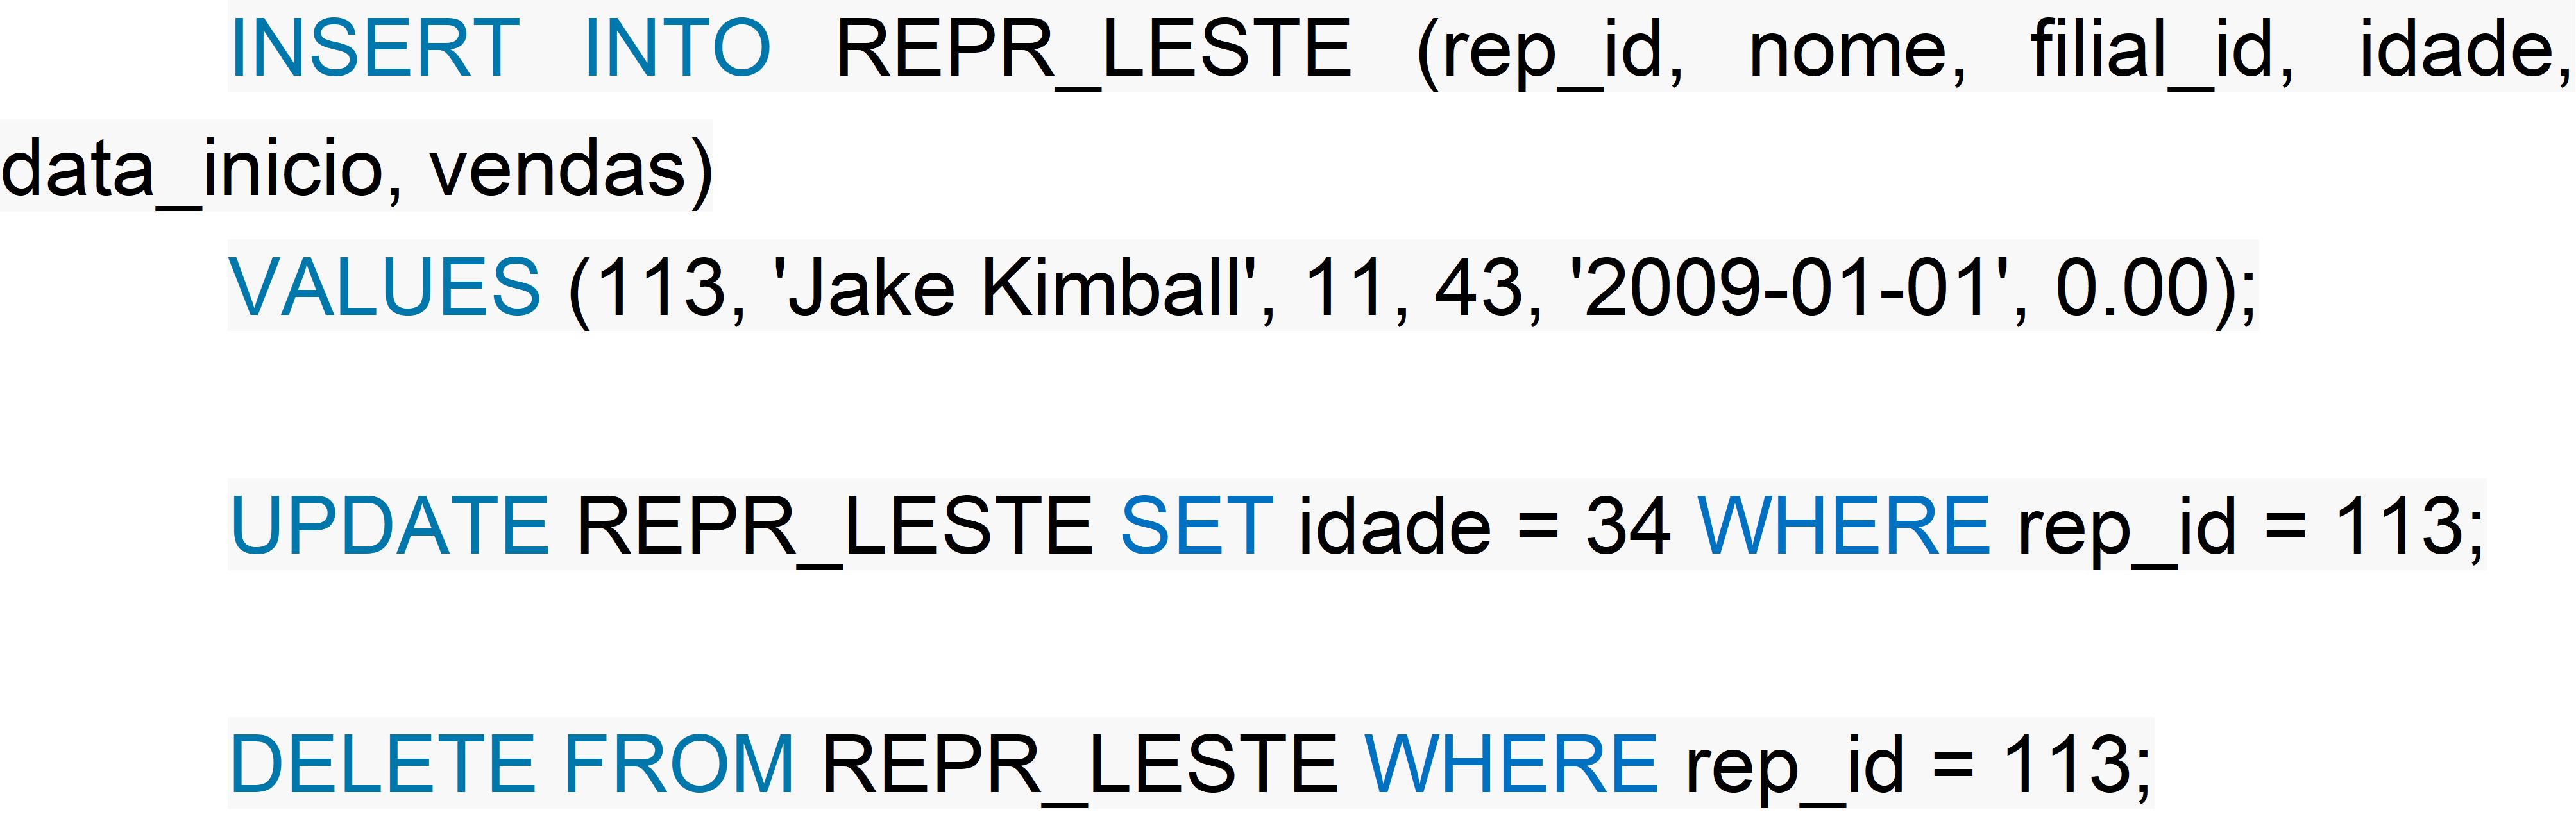 INSERT INTO REPR_LESTE (rep_id, nome, filial_id, idade,
data_inicio, vendas)
VALUES (113, 'Jake Kimball', 11, 43, '2009-01-01', 0.00);
UPDATE REPR_LESTE SET idade = 34 WHERE rep_id = 113;
DELETE FROM REPR_LESTE WHERE rep_id = 113;